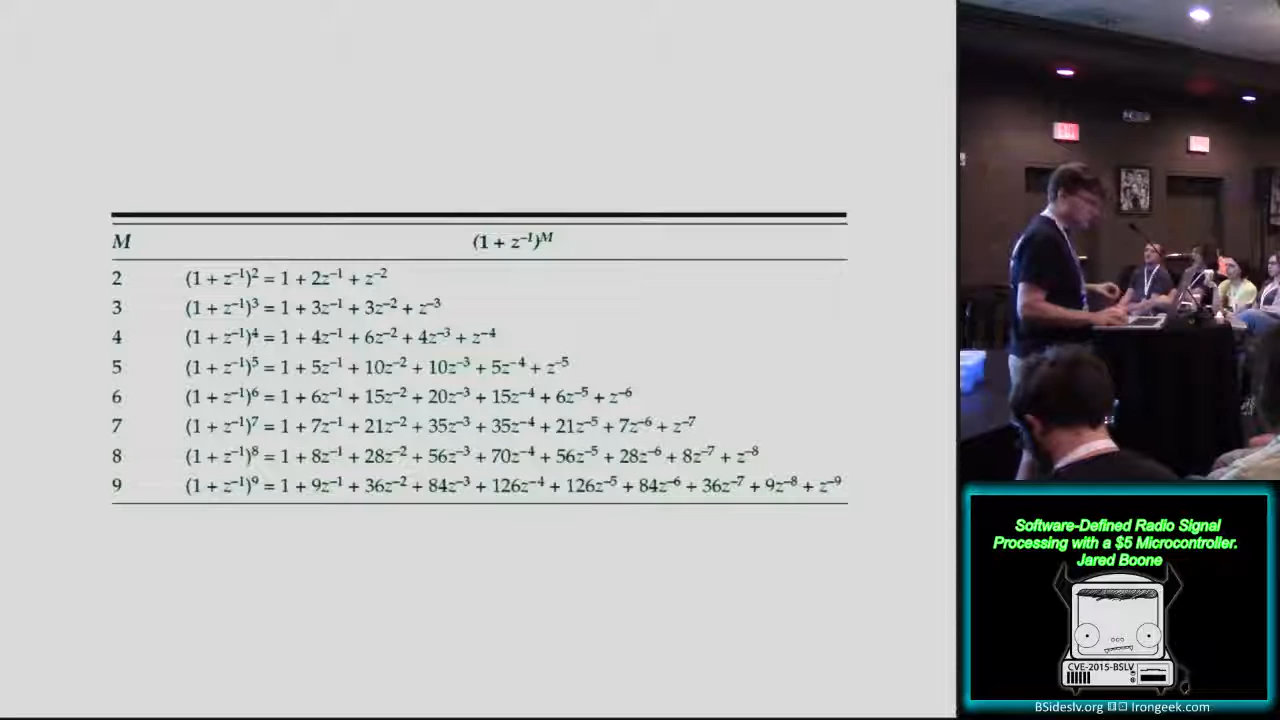 M (1 + z⁻¹)ᴹ
2 (1 + z⁻¹)² = 1 + 2z⁻¹ + z⁻²
3 (1 + z⁻¹)³ = 1 + 3z⁻¹ + 3z⁻² + z⁻³
4 (1 + z⁻¹)⁴ = 1 + 4z⁻¹ + 6z⁻² + 4z⁻³ + z⁻⁴
5 (1 + z⁻¹)⁵ = 1 + 5z⁻¹ + 10z⁻² + 10z⁻³ + 5z⁻⁴ + z⁻⁵
6 (1 + z⁻¹)⁶ = 1 + 6z⁻¹ + 15z⁻² + 20z⁻³ + 15z⁻⁴ + 6z⁻⁵ + z⁻⁶
7 (1 + z⁻¹)⁷ = 1 + 7z⁻¹ + 21z⁻² + 35z⁻³ + 35z⁻⁴ + 21z⁻⁵ + 7z⁻⁶ + z⁻⁷
8 (1 + z⁻¹)⁸ = 1 + 8z⁻¹ + 28z⁻² + 56z⁻³ + 70z⁻⁴ + 56z⁻⁵ + 28z⁻⁶ + 8z⁻⁷ + z⁻⁸
9 (1 + z⁻¹)⁹ = 1 + 9z⁻¹ + 36z⁻² + 84z⁻³ + 126z⁻⁴ + 126z⁻⁵ + 84z⁻⁶ + 36z⁻⁷ + 9z⁻⁸ + z⁻⁹
Software-Defined Radio Signal
Processing with a $5 Microcontroller.
Jared Boone
CVE-2015-BSLV
BSideslv.org Irongeek.com